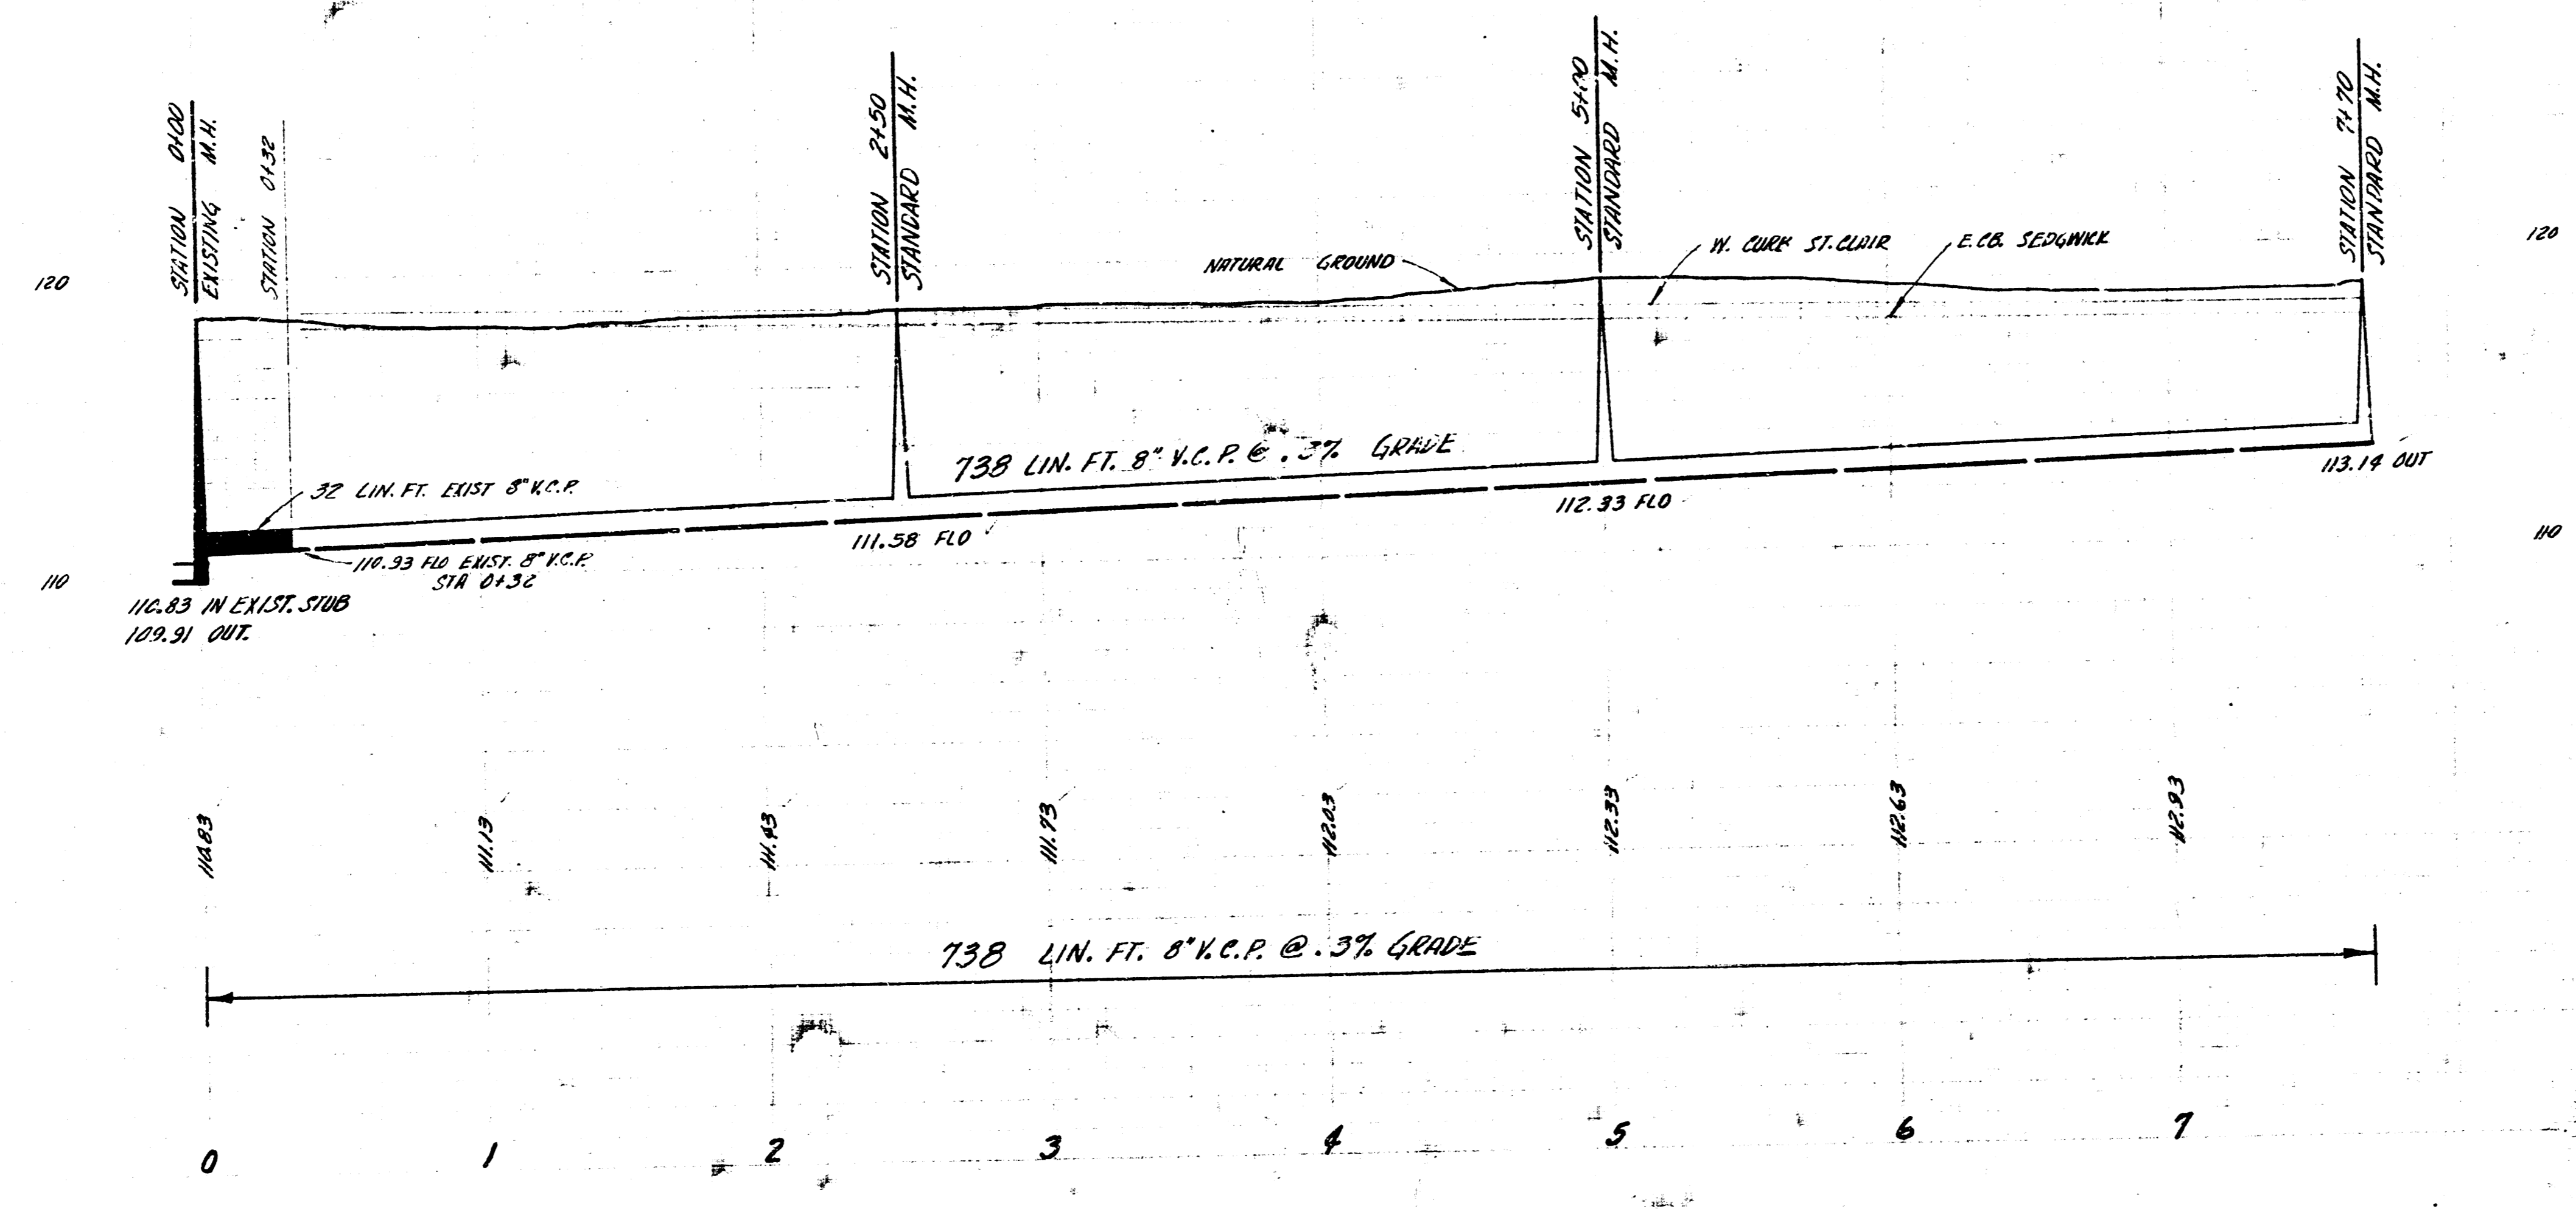 STATION 0+00
EXISTING M.H.
STATION 0+32
STATION 2+50
STANDARD M.H.
STATION 5+00
STANDARD M.H.
STATION 7+70
STANDARD M.H.
120
NATURAL GROUND
W. CURB ST. CLAIR
E. CB. SEDGWICK
120
738 LIN. FT. 8" V.C.P. @ .3% GRADE
32 LIN. FT. EXIST 8" V.C.P.
113.14 OUT
112.33 FLO
111.58 FLO
110
110.93 FLO EXIST. 8" V.C.P.
STA 0+32
110
110.83 IN EXIST. STUB
109.91 OUT.
110.83
111.13
111.43
111.73
112.03
112.33
112.63
112.93
738 LIN. FT. 8" V.C.P. @ .3% GRADE
0
1
2
3
4
5
6
7